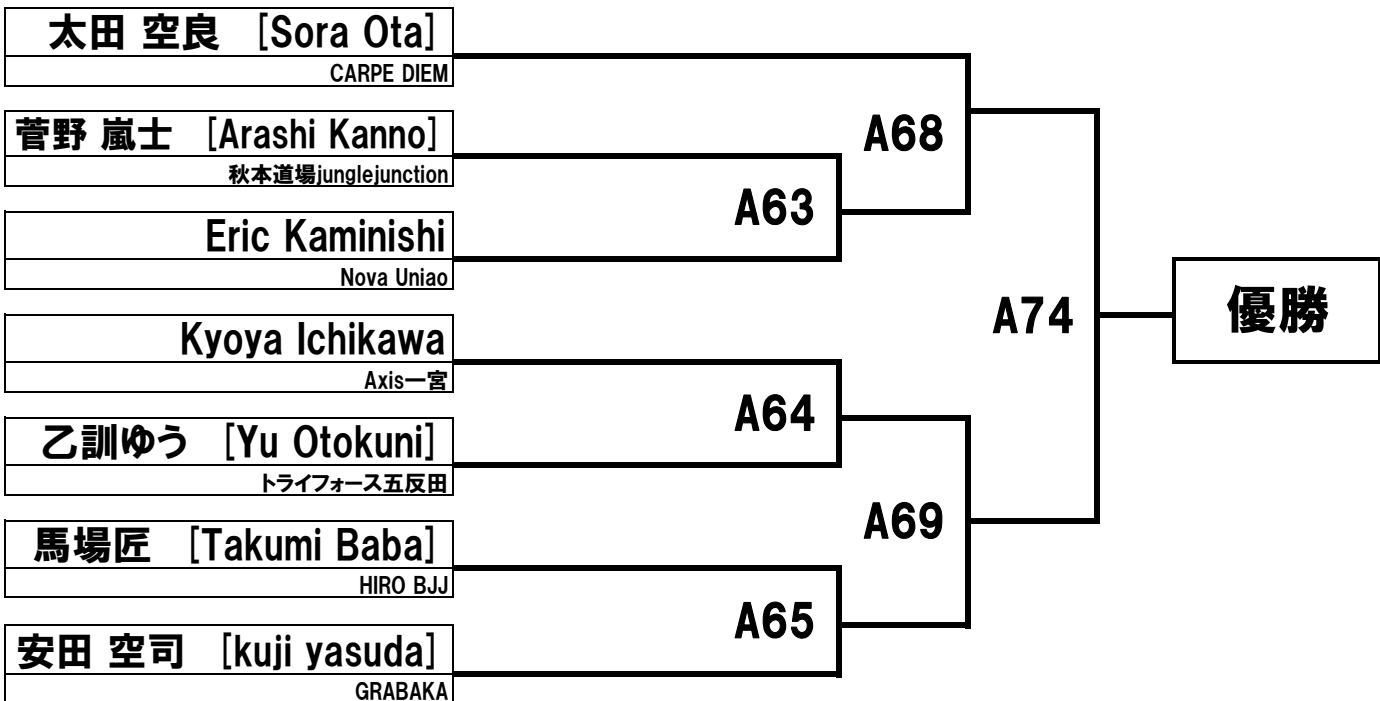 太田 空良 [Sora Ota]
CARPE DIEM
菅野 嵐士 [Arashi Kanno]
秋本道場junglejunction
Eric Kaminishi
Nova Uniao
Kyoya Ichikawa
Axis一宮
乙訓ゆう [Yu Otokuni]
トライフォース五反田
馬場匠 [Takumi Baba]
HIRO BJJ
安田 空司 [kuji yasuda]
GRABAKA
A63
A64
A65
A68
A69
A74
優勝